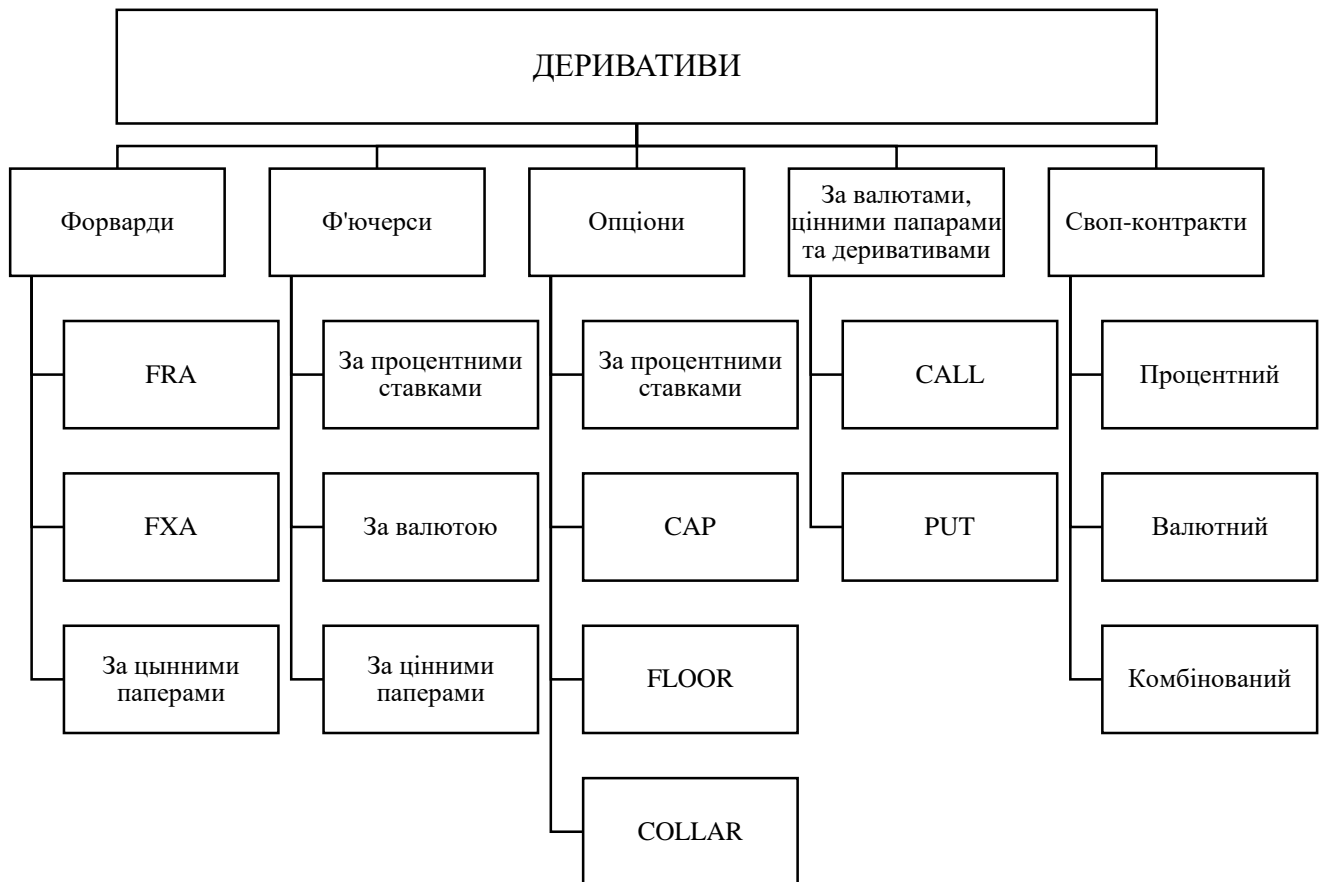 ДЕРИВАТИВИ
Форварди
Ф'ючерси
Опціони
За валютами,
цінними папарами
та деривативами
Своп-контракти
FRA
За процентними
ставками
За процентними
ставками
CALL
Процентний
FXA
За валютою
CAP
PUT
Валютний
За цынними
паперами
За цінними
паперами
FLOOR
Комбінований
COLLAR